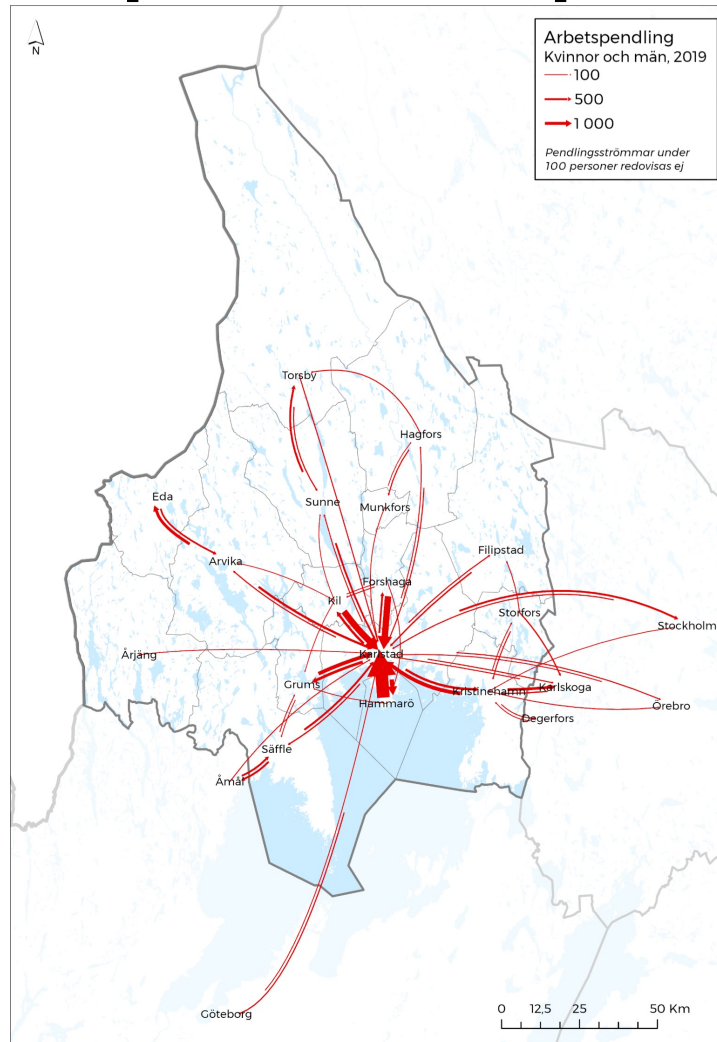 N
Arbetspendling
Kvinnor och män, 2019
100
500
1 000
Pendlingsströmmar under
100 personer redovisas ej
Torsby
Hagfors
Eda
Sunne
Munkfors
Arvika
Filipstad
Forshaga
Kil
Storfors
Stockholm
Årjäng
Karlstad
Grums
Kristinehamn
Karlskoga
Hammarö
Örebro
Degerfors
Säffle
Åmål
Göteborg
0 12,5 25 50 Km